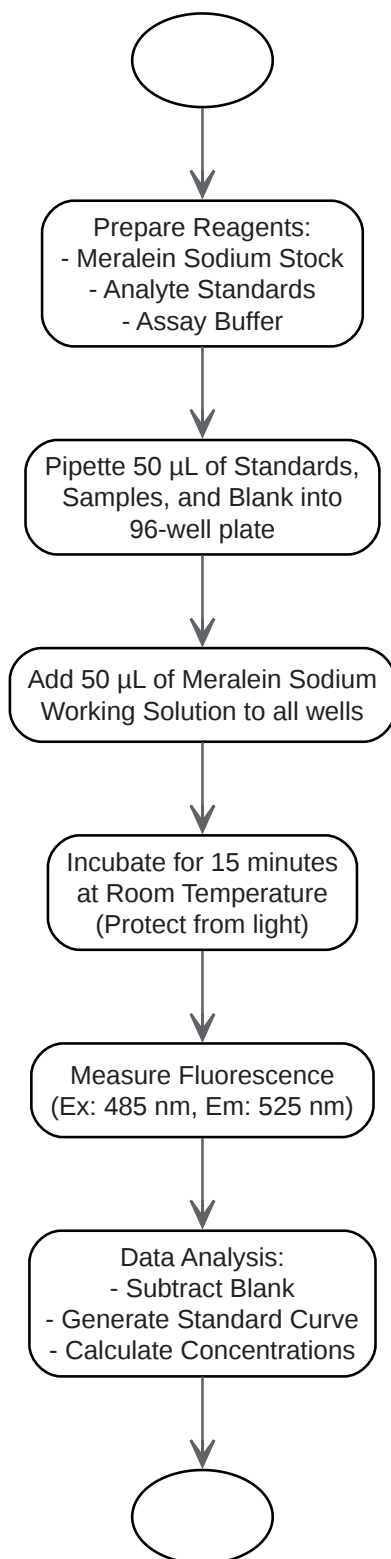 Prepare Reagents:
- Meralein Sodium Stock
- Analyte Standards
- Assay Buffer
Pipette 50 µL of Standards,
Samples, and Blank into
96-well plate
Add 50 µL of Meralein Sodium
Working Solution to all wells
Incubate for 15 minutes
at Room Temperature
(Protect from light)
Measure Fluorescence
(Ex: 485 nm, Em: 525 nm)
Data Analysis:
- Subtract Blank
- Generate Standard Curve
- Calculate Concentrations